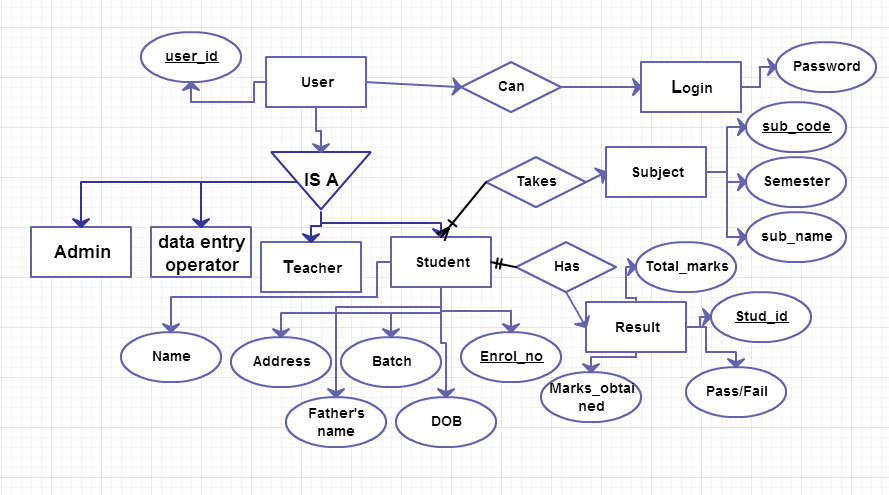 user_id
User
Can
Login
Password
sub_code
IS A
Takes
Subject
Semester
sub_name
Admin
data entry
operator
Teacher
Student
Has
Total_marks
Result
Stud_id
Name
Address
Batch
Enrol_no
Marks_obtai
ned
Pass/Fail
Father's
name
DOB